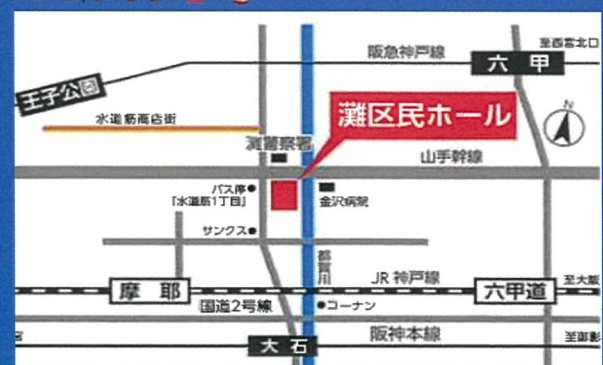 阪急神戸線
至西宮北口
六甲
王子公園
水道筋商店街
灘区民ホール
N
灘警察署
山手幹線
バス停
「水道筋1丁目」
金沢病院
サンクス
都賀川
JR 神戸線
至大阪
摩耶
六甲道
国道2号線
コーナン
阪神本線
大石
至御影